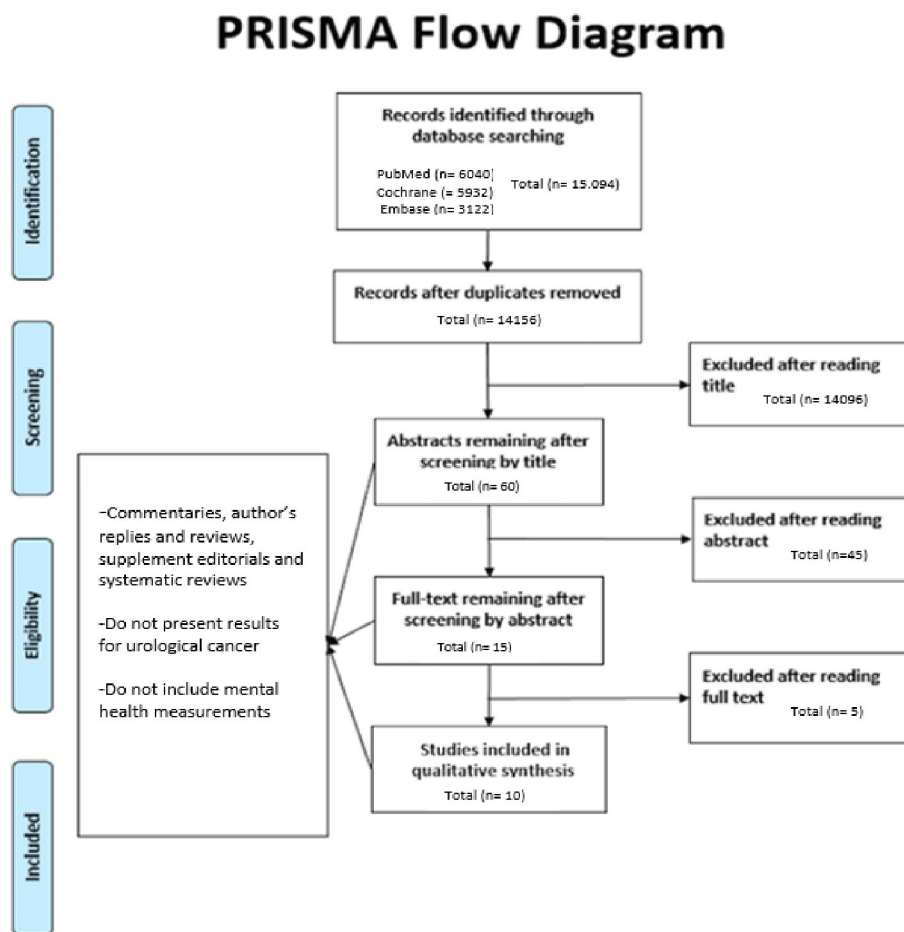 PRISMA Flow Diagram
Identification
Records identified through
database searching
PubMed (n= 6040)
Cochrane (= 5932)
Embase (n= 3122)
Total (n= 15.094)
Records after duplicates removed
Total (n= 14156)
Screening
Excluded after reading
title
Total (n= 14096)
Abstracts remaining after
screening by title
Total (n= 60)
Excluded after reading
abstract
Total (n=45)
Eligibility
-Commentaries, author's
replies and reviews,
supplement editorials and
systematic reviews
-Do not present results
for urological cancer
-Do not include mental
health measurements
Full-text remaining after
screening by abstract
Total (n= 15)
Excluded after reading
full text
Total (n= 5)
Included
Studies included in
qualitative synthesis
Total (n= 10)